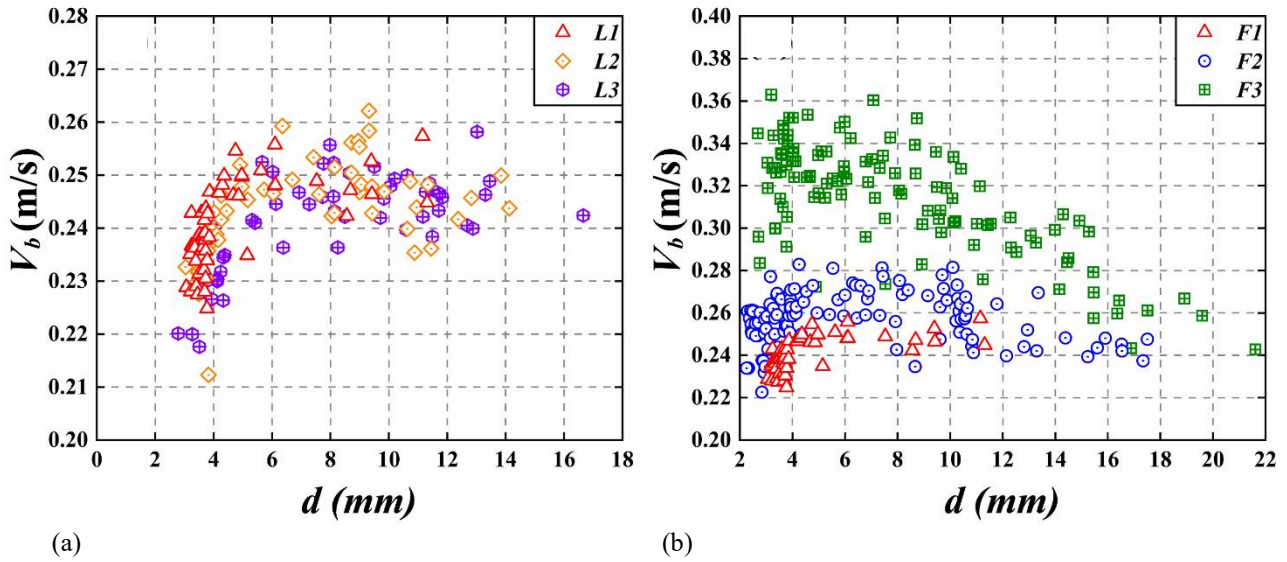 0.28
0.27
0.26
0.25
0.24
0.23
0.22
0.21
0.20
V_b (m/s)
0 2 4 6 8 10 12 14 16 18
d (mm)
L1
L2
L3
(a)
0.40
0.38
0.36
0.34
0.32
0.30
0.28
0.26
0.24
0.22
0.20
V_b (m/s)
2 4 6 8 10 12 14 16 18 20 22
d (mm)
F1
F2
F3
(b)